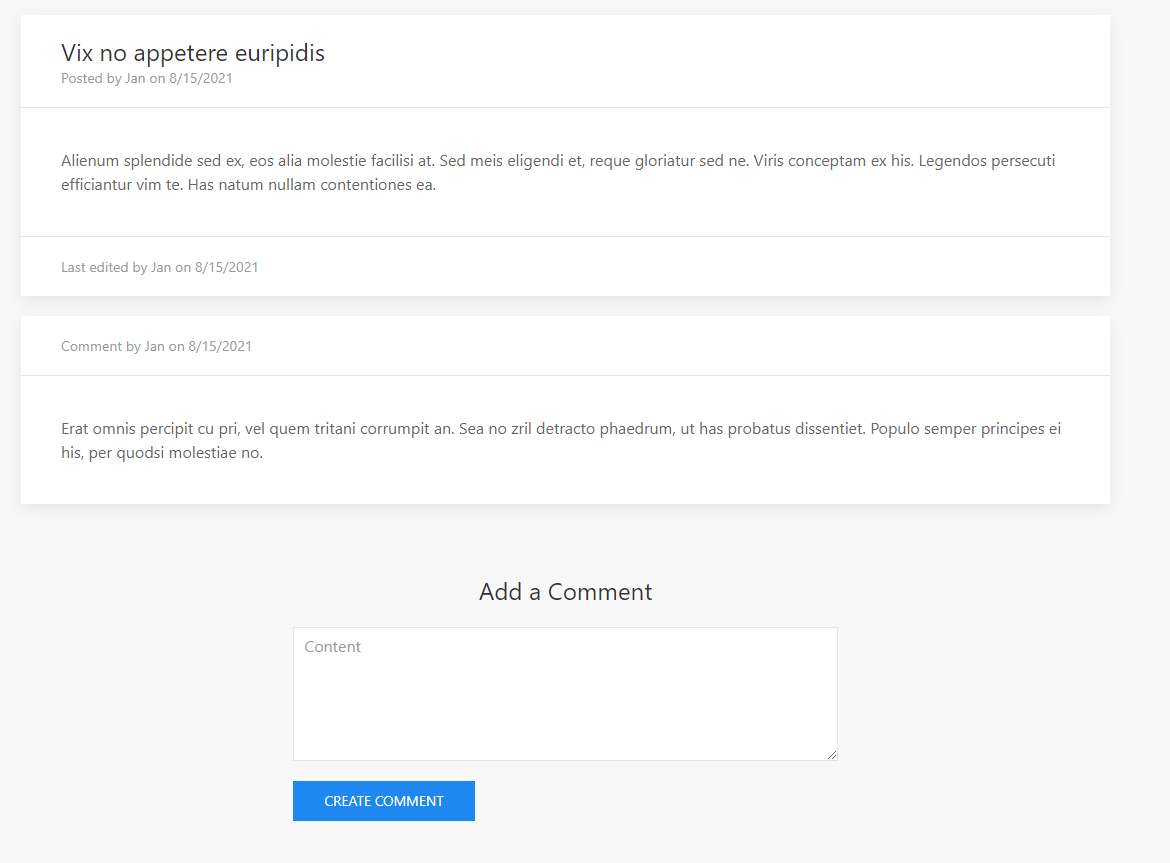 Vix no appetere euripidis
Posted by Jan on 8/15/2021
Alienum splendide sed ex, eos alia molestie facilisi at. Sed meis eligendi et, reque gloriatur sed ne. Viris conceptam ex his. Legendos persecuti
efficiantur vim te. Has natum nullam contentiones ea.
Last edited by Jan on 8/15/2021
Comment by Jan on 8/15/2021
Erat omnis percipit cu pri, vel quem tritani corrumpit an. Sea no zril detracto phaedrum, ut has probatus dissentiet. Populo semper principes ei
his, per quodsi molestiae no.
Add a Comment
Content
CREATE COMMENT